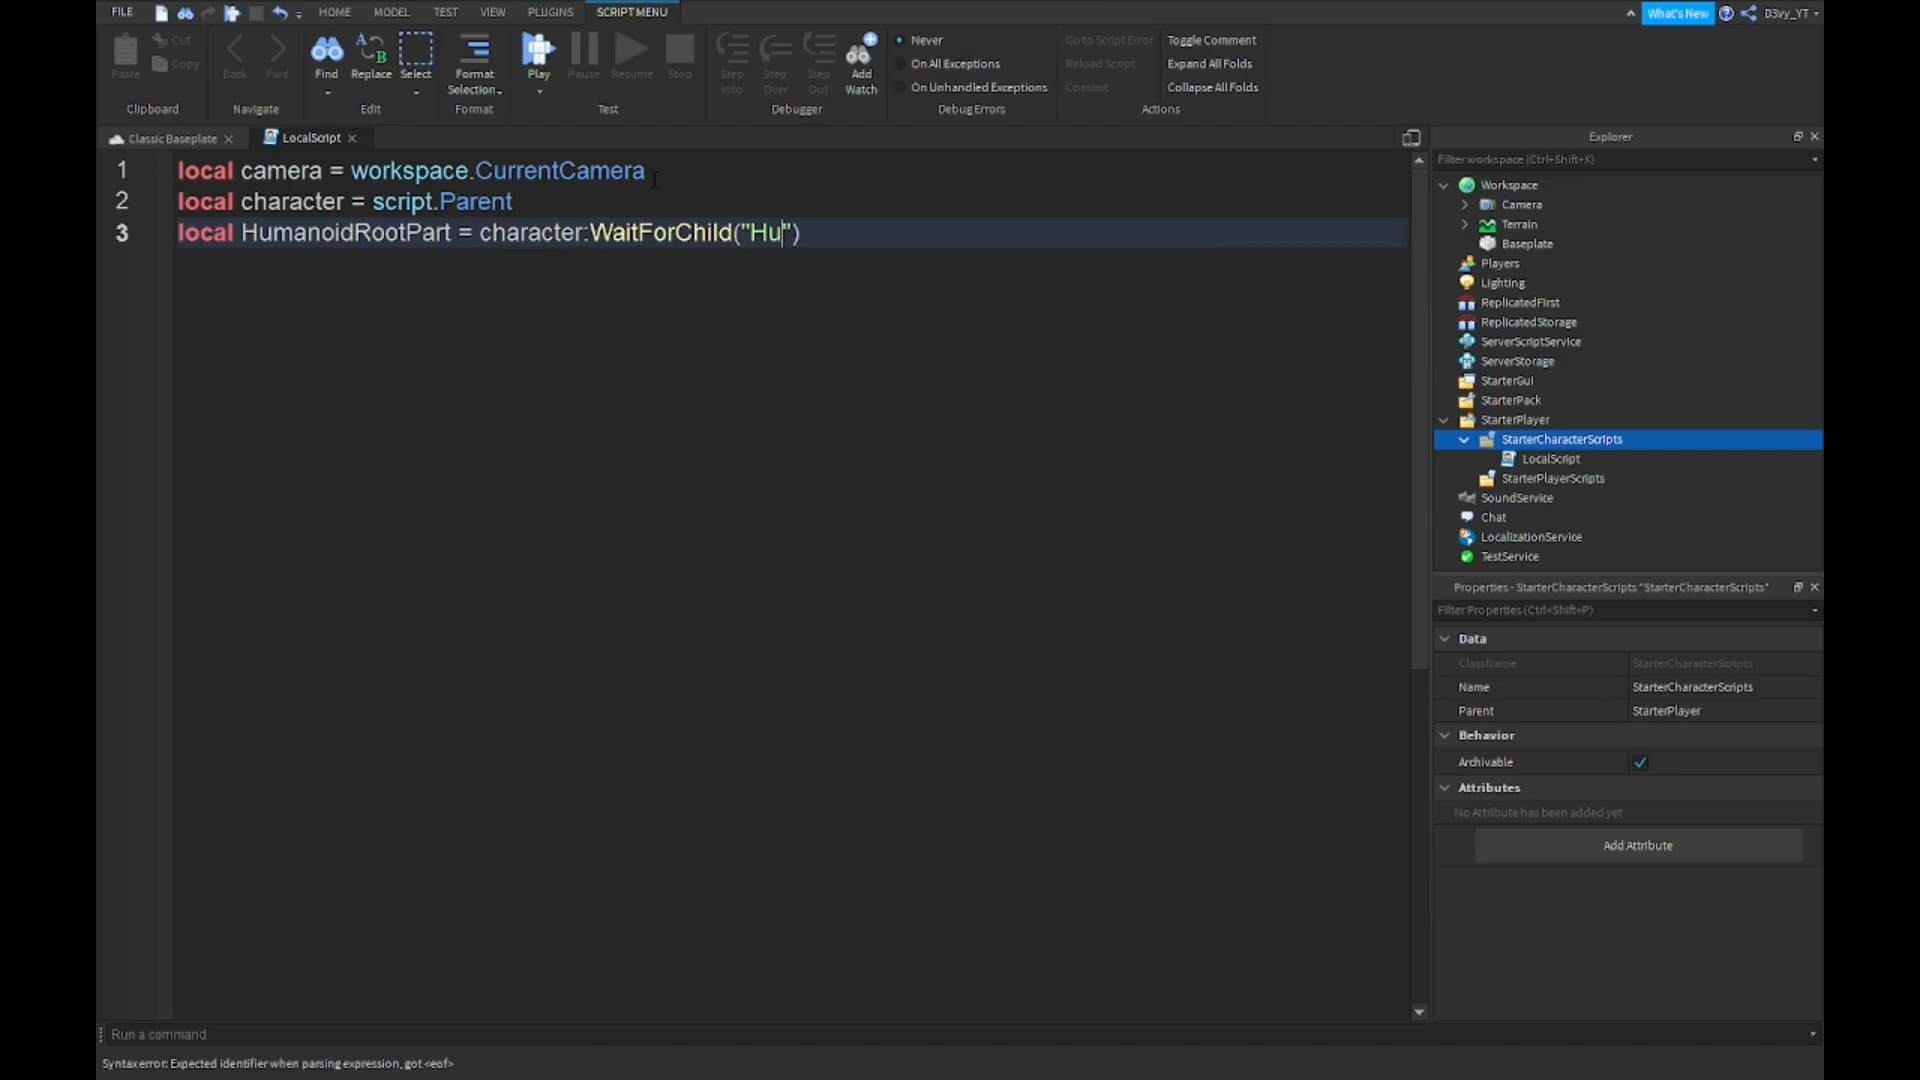 FILE HOME MODEL TEST VIEW PLUGINS SCRIPT MENU What's New D3vy_YT
Paste Cut Copy Back Fwd Find Replace Select Format Selection Play Pause Resume Stop Step Into Step Over Step Out Add Watch
Never
On All Exceptions
On Unhandled Exceptions
Go to Script Error
Reload Script
Commit
Toggle Comment
Expand All Folds
Collapse All Folds
Clipboard Navigate Edit Format Test Debugger Debug Errors Actions
Classic Baseplate LocalScript
1 local camera = workspace.CurrentCamera
2 local character = script.Parent
3 local HumanoidRootPart = character:WaitForChild("Hu")
Explorer
Filter workspace (Ctrl+Shift+X)
Workspace
Camera
Terrain
Baseplate
Players
Lighting
ReplicatedFirst
ReplicatedStorage
ServerScriptService
ServerStorage
StarterGui
StarterPack
StarterPlayer
StarterCharacterScripts
LocalScript
StarterPlayerScripts
SoundService
Chat
LocalizationService
TestService
Properties - StarterCharacterScripts "StarterCharacterScripts"
Filter Properties (Ctrl+Shift+P)
Data
ClassName StarterCharacterScripts
Name StarterCharacterScripts
Parent StarterPlayer
Behavior
Archivable
Attributes
No Attribute has been added yet
Add Attribute
Run a command
Syntax error: Expected identifier when parsing expression, got <eof>